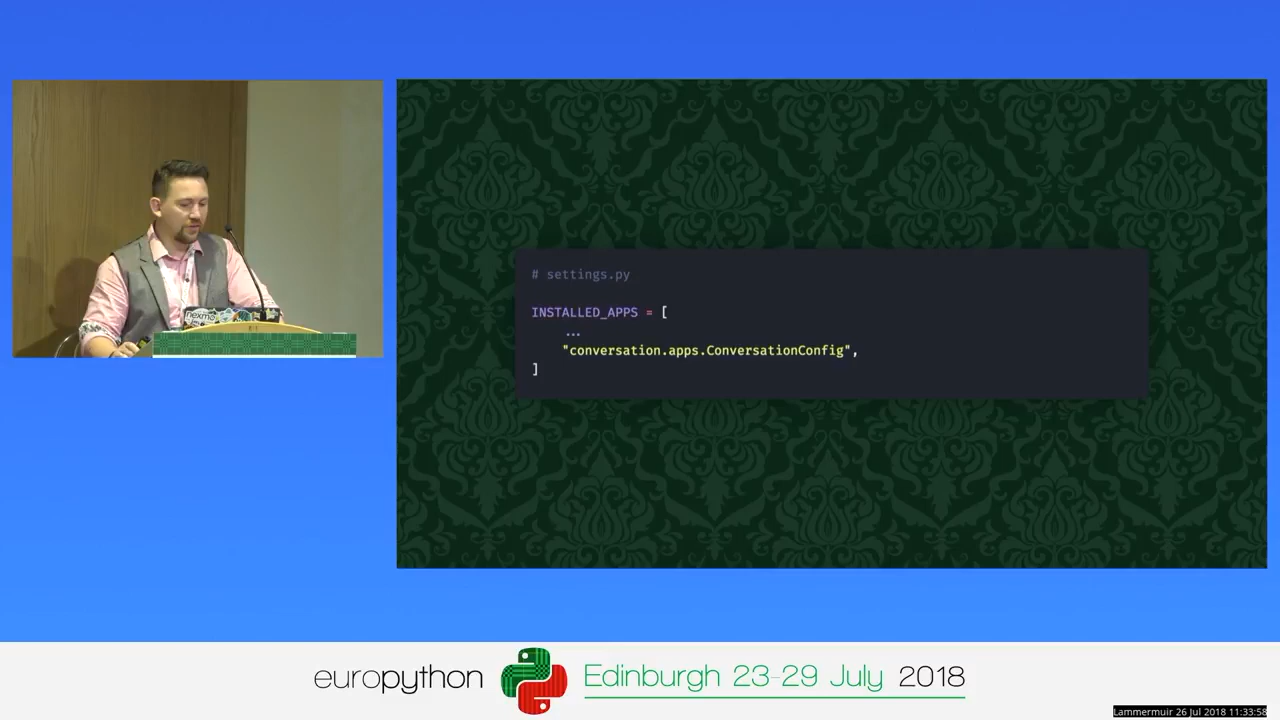 nexmo
# settings.py
INSTALLED_APPS = [
...
"conversation.apps.ConversationConfig",
]
europython
Edinburgh 23-29 July 2018
Lammermuir 26 Jul 2018 11:33:58